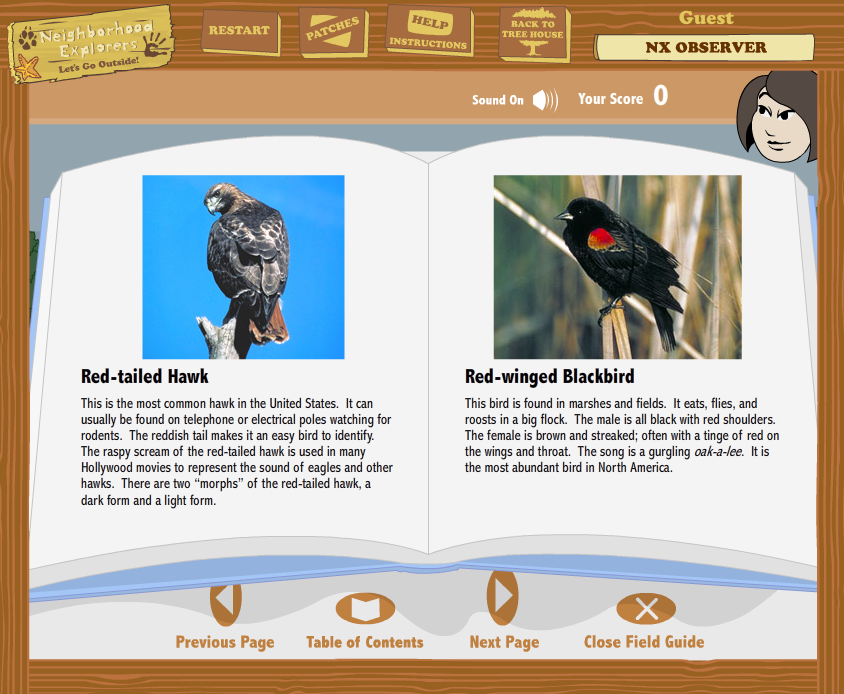 Neighborhood
Explorers
Let's Go Outside!
RESTART
PATCHES
HELP
INSTRUCTIONS
BACK TO
TREE HOUSE
Guest
NX OBSERVER
Sound On
Your Score 0
Red-tailed Hawk
This is the most common hawk in the United States. It can
usually be found on telephone or electrical poles watching for
rodents. The reddish tail makes it an easy bird to identify.
The raspy scream of the red-tailed hawk is used in many
Hollywood movies to represent the sound of eagles and other
hawks. There are two “morphs” of the red-tailed hawk, a
dark form and a light form.
Red-winged Blackbird
This bird is found in marshes and fields. It eats, flies, and
roosts in a big flock. The male is all black with red shoulders.
The female is brown and streaked; often with a tinge of red on
the wings and throat. The song is a gurgling oak-a-lee. It is
the most abundant bird in North America.
Previous Page
Table of Contents
Next Page
Close Field Guide